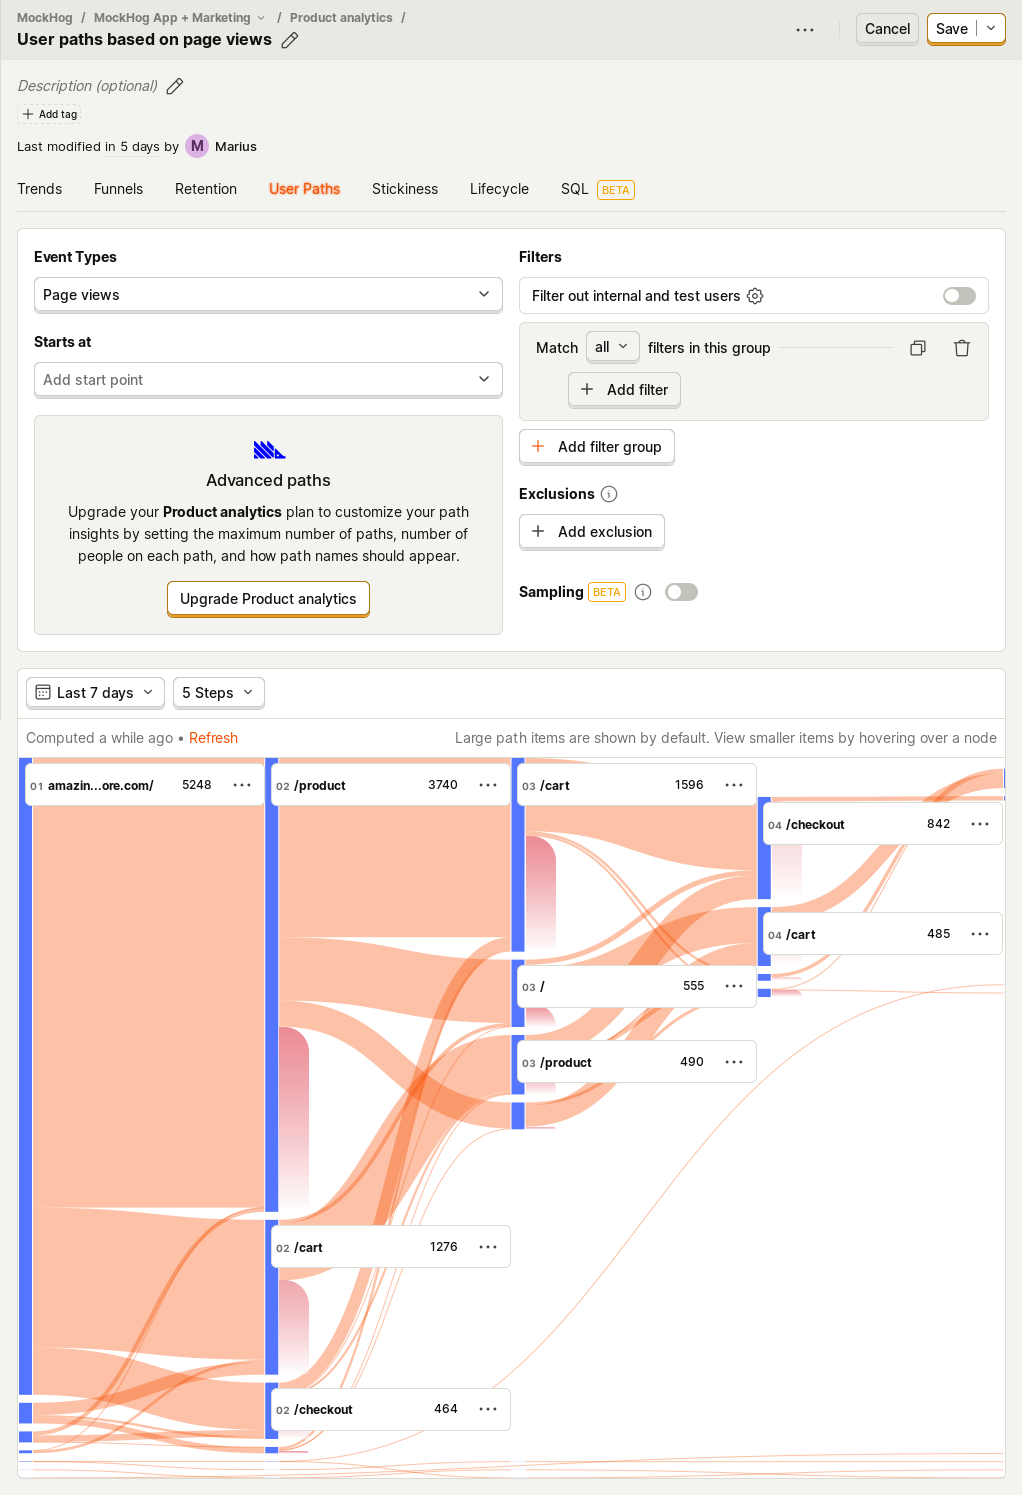 MockHog / MockHog App + Marketing / Product analytics /
User paths based on page views
Cancel
Save
Description (optional)
Add tag
Last modified in 5 days by M Marius
Trends Funnels Retention User Paths Stickiness Lifecycle SQL BETA
Event Types
Page views
Starts at
Add start point
Advanced paths
Upgrade your Product analytics plan to customize your path
insights by setting the maximum number of paths, number of
people on each path, and how path names should appear.
Upgrade Product analytics
Filters
Filter out internal and test users
Match all filters in this group
Add filter
Add filter group
Exclusions
Add exclusion
Sampling BETA
Last 7 days
5 Steps
Computed a while ago • Refresh
Large path items are shown by default. View smaller items by hovering over a node
01 amazin...ore.com/ 5248
02 /product 3740
03 /cart 1596
04 /checkout 842
04 /cart 485
03 / 555
03 /product 490
02 /cart 1276
02 /checkout 464